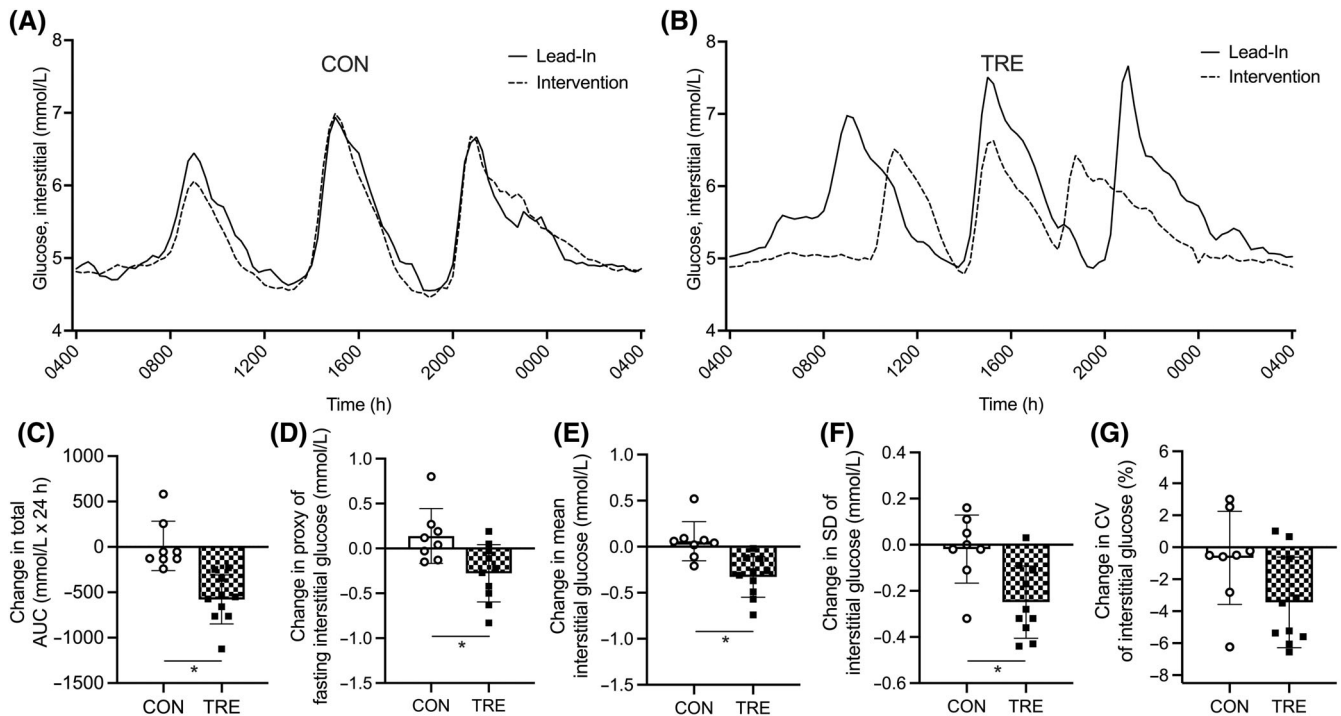 (A)
Glucose, interstitial (mmol/L)
8
7
6
5
4
CON
Lead-In
Intervention
0400
0800
1200
1600
2000
0000
0400
Time (h)
(B)
Glucose, interstitial (mmol/L)
8
7
6
5
4
TRE
Lead-In
Intervention
0400
0800
1200
1600
2000
0000
0400
Time (h)
(C)
Change in total
AUC (mmol/L x 24 h)
1000
500
0
−500
−1000
−1500
*
CON
TRE
(D)
Change in proxy of
fasting interstitial glucose (mmol/L)
1.0
0.5
0.0
−0.5
−1.0
−1.5
*
CON
TRE
(E)
Change in mean
interstitial glucose (mmol/L)
1.0
0.5
0.0
−0.5
−1.0
−1.5
*
CON
TRE
(F)
Change in SD of
interstitial glucose (mmol/L)
0.4
0.2
0.0
−0.2
−0.4
−0.6
*
CON
TRE
(G)
Change in CV
of interstitial glucose (%)
6
4
2
0
−2
−4
−6
−8
CON
TRE